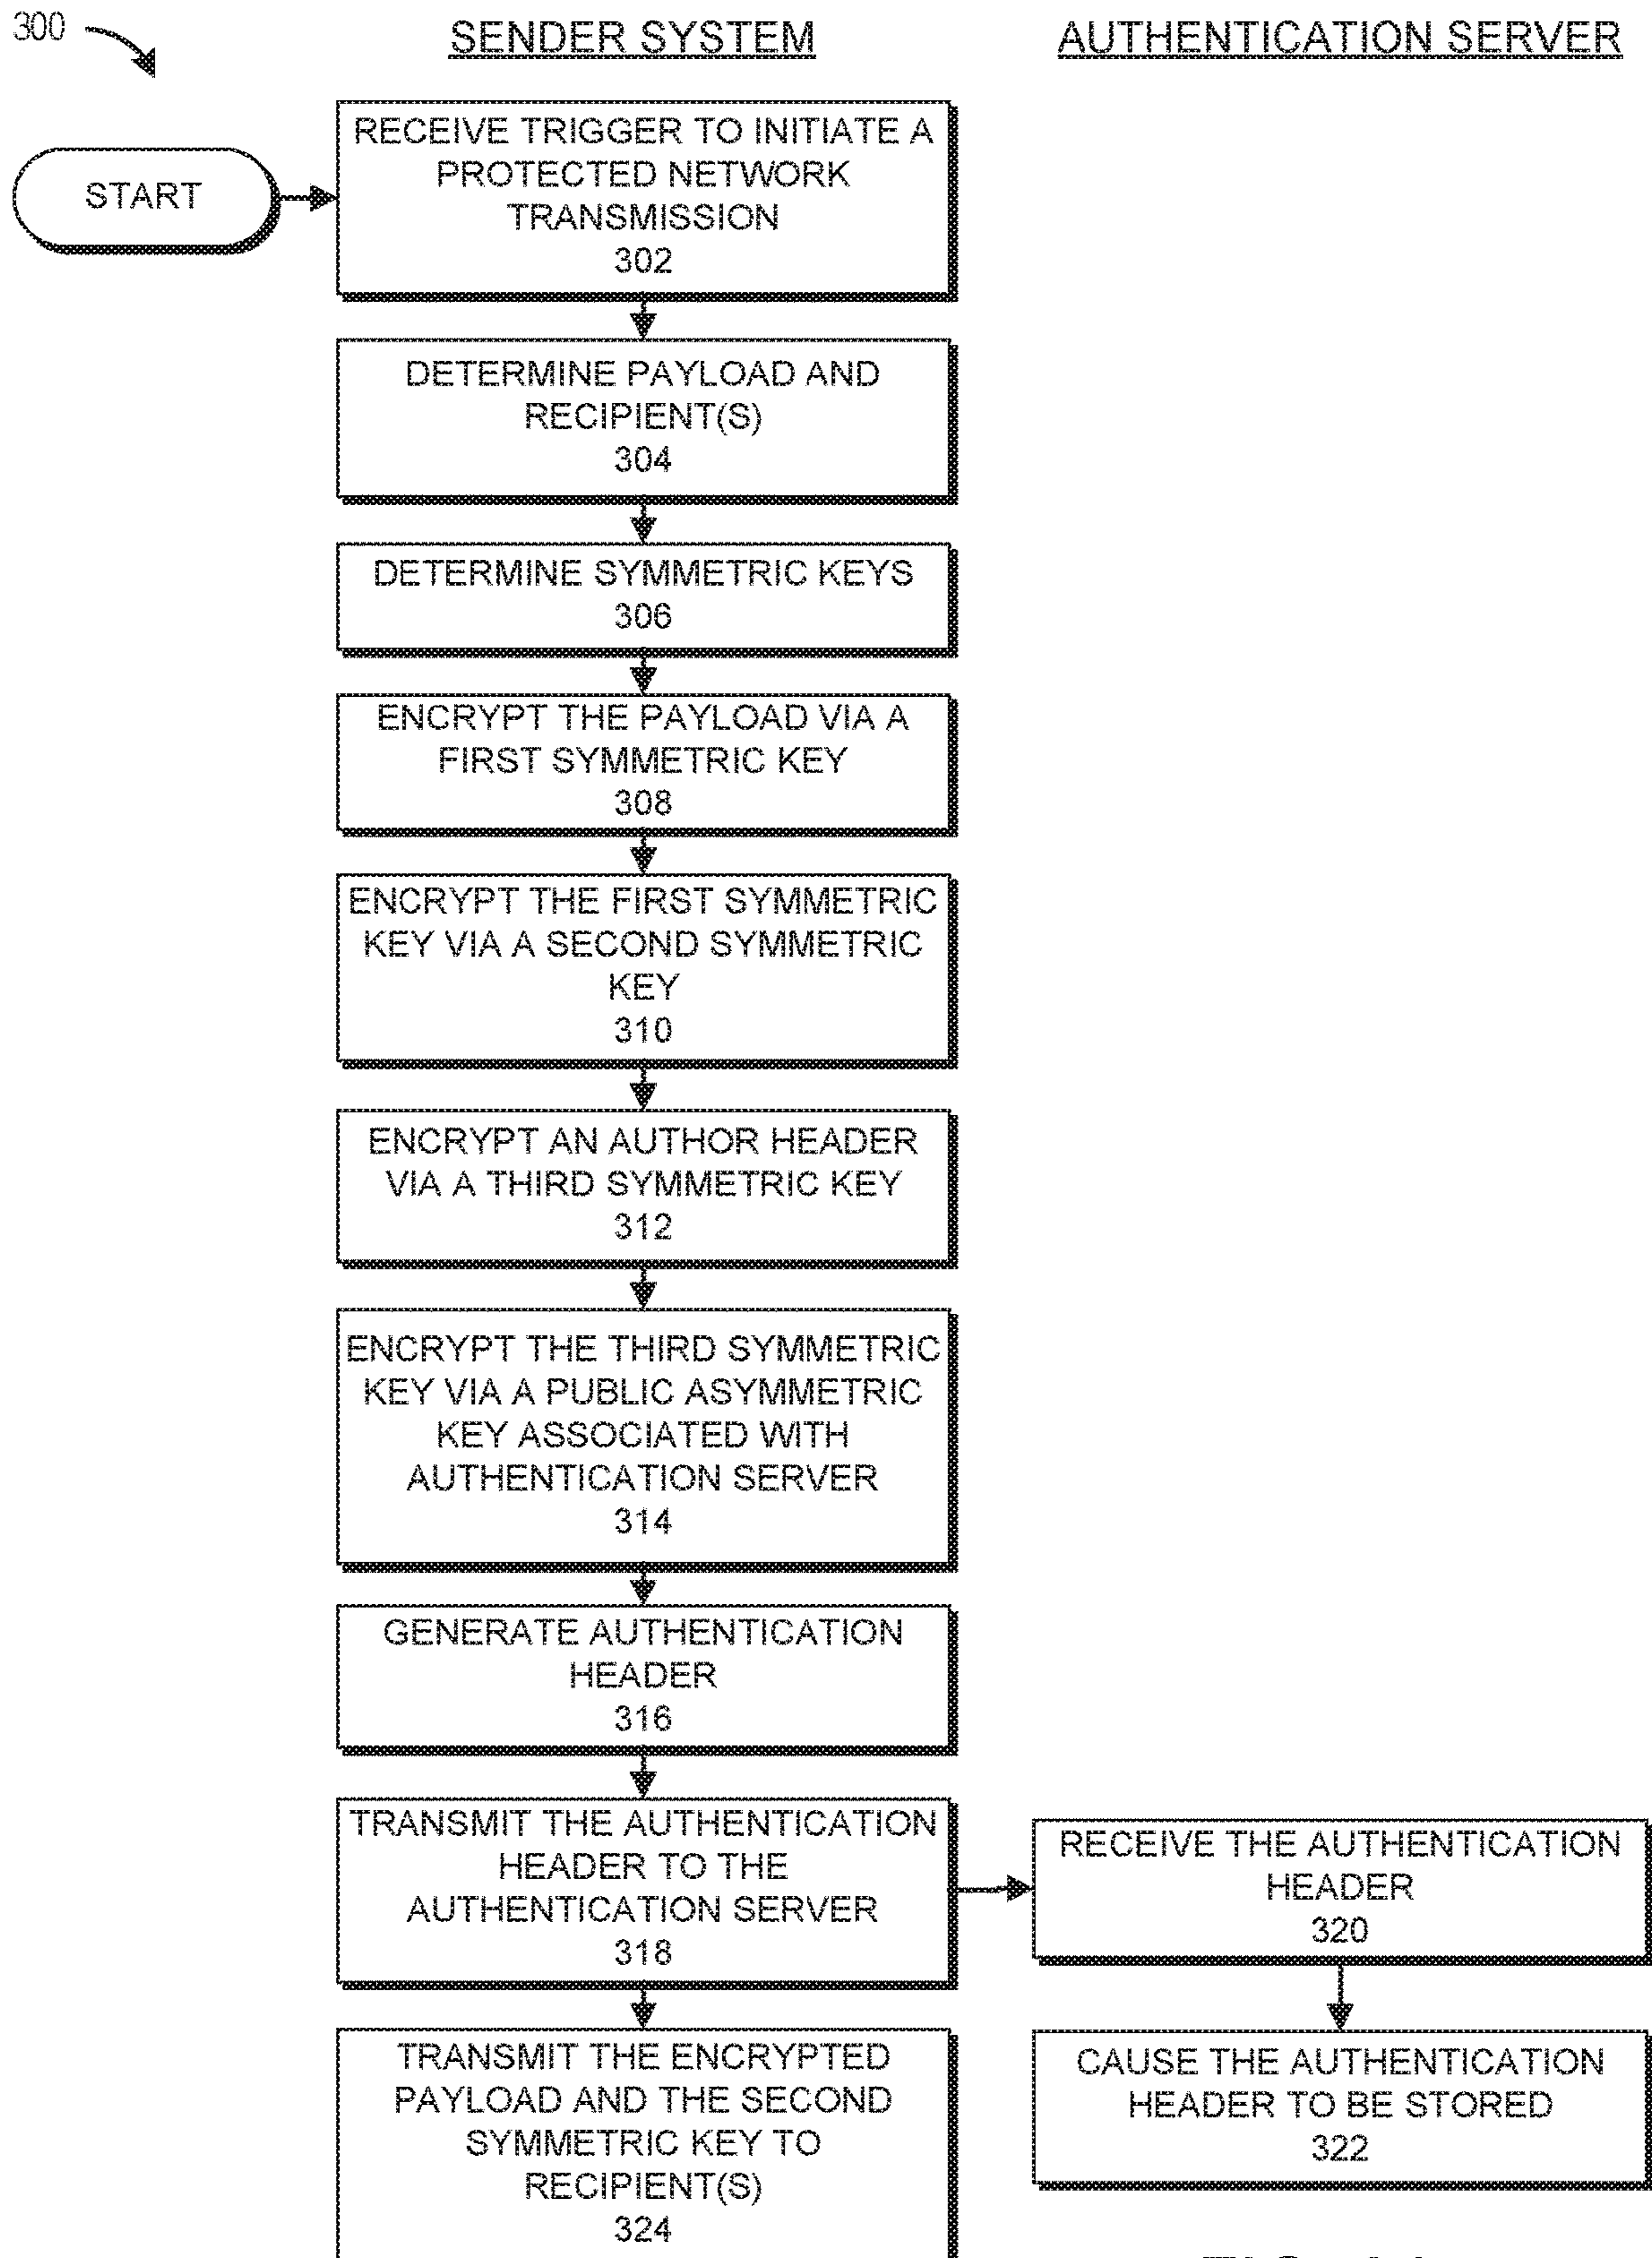 300
SENDER SYSTEM
AUTHENTICATION SERVER
START
RECEIVE TRIGGER TO INITIATE A
PROTECTED NETWORK
TRANSMISSION
302
DETERMINE PAYLOAD AND
RECIPIENT(S)
304
DETERMINE SYMMETRIC KEYS
306
ENCRYPT THE PAYLOAD VIA A
FIRST SYMMETRIC KEY
308
ENCRYPT THE FIRST SYMMETRIC
KEY VIA A SECOND SYMMETRIC
KEY
310
ENCRYPT AN AUTHOR HEADER
VIA A THIRD SYMMETRIC KEY
312
ENCRYPT THE THIRD SYMMETRIC
KEY VIA A PUBLIC ASYMMETRIC
KEY ASSOCIATED WITH
AUTHENTICATION SERVER
314
GENERATE AUTHENTICATION
HEADER
316
TRANSMIT THE AUTHENTICATION
HEADER TO THE
AUTHENTICATION SERVER
318
RECEIVE THE AUTHENTICATION
HEADER
320
CAUSE THE AUTHENTICATION
HEADER TO BE STORED
322
TRANSMIT THE ENCRYPTED
PAYLOAD AND THE SECOND
SYMMETRIC KEY TO
RECIPIENT(S)
324